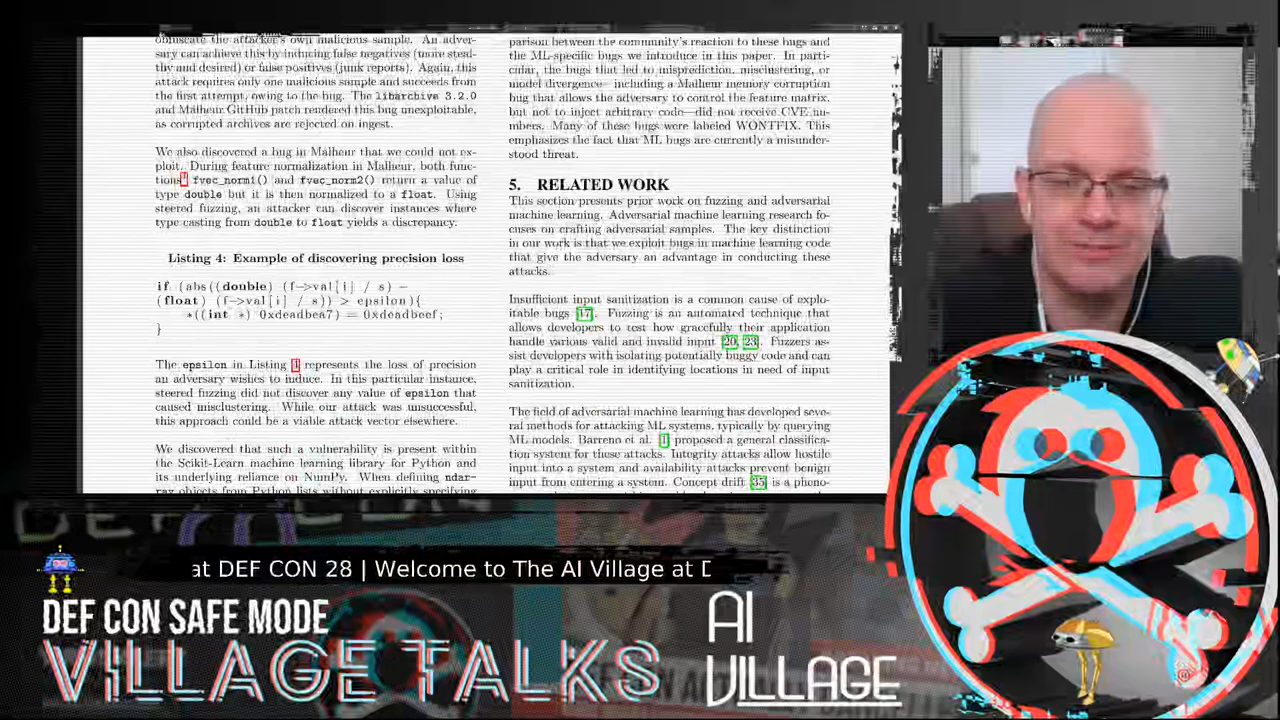 obfuscate the attacker's own malicious sample. An adver-
sary can achieve this by inducing false negatives (more steal-
thy and desired) or false positives (junk reports). Again, this
attack requires only one malicious sample and succeeds from
the first attempt, owing to the bug. The libarchive 3.2.0
and Malheur GitHub patch rendered this bug unexploitable,
as corrupted archives are rejected on ingest.
We also discovered a bug in Malheur that we could not ex-
ploit. During feature normalization in Malheur, both func-
tions fvec_norm1() and fvec_norm2() return a value of
type double but it is then normalized to a float. Using
steered fuzzing, an attacker can discover instances where
type casting from double to float yields a discrepancy.
Listing 4: Example of discovering precision loss
if (abs((double) (f->val[i] / s) -
(float) (f->val[i] / s)) > epsilon){
*((int *) 0xdeadbea7) = 0xdeadbeef;
}
The epsilon in Listing 4 represents the loss of precision
an adversary wishes to induce. In this particular instance,
steered fuzzing did not discover any value of epsilon that
caused misclustering. While our attack was unsuccessful,
this approach could be a viable attack vector elsewhere.
We discovered that such a vulnerability is present within
the Scikit-Learn machine learning library for Python and
its underlying reliance on NumPy. When defining ndar-
ray objects from Python lists without explicitly specifying
parison between the community's reaction to these bugs and
the ML-specific bugs we introduce in this paper. In parti-
cular, the bugs that led to misprediction, misclustering, or
model divergence—including a Malheur memory corruption
bug that allows the adversary to control the feature matrix,
but not to inject arbitrary code—did not receive CVE nu-
mbers. Many of these bugs were labeled WONTFIX. This
emphasizes the fact that ML bugs are currently a misunder-
stood threat.
5. RELATED WORK
This section presents prior work on fuzzing and adversarial
machine learning. Adversarial machine learning research fo-
cuses on crafting adversarial samples. The key distinction
in our work is that we exploit bugs in machine learning code
that give the adversary an advantage in conducting these
attacks.
Insufficient input sanitization is a common cause of explo-
itable bugs [17]. Fuzzing is an automated technique that
allows developers to test how gracefully their application
handle various valid and invalid input [20, 23]. Fuzzers as-
sist developers with isolating potentially buggy code and can
play a critical role in identifying locations in need of input
sanitization.
The field of adversarial machine learning has developed seve-
ral methods for attacking ML systems, typically by querying
ML models. Barreno et al. [1] proposed a general classifica-
tion system for these attacks. Integrity attacks allow hostile
input into a system and availability attacks prevent benign
input from entering a system. Concept drift [35] is a pheno-
at DEF CON 28 | Welcome to The AI Village at D
DEF CON SAFE MODE
VILLAGE TALKS
AI
VILLAGE